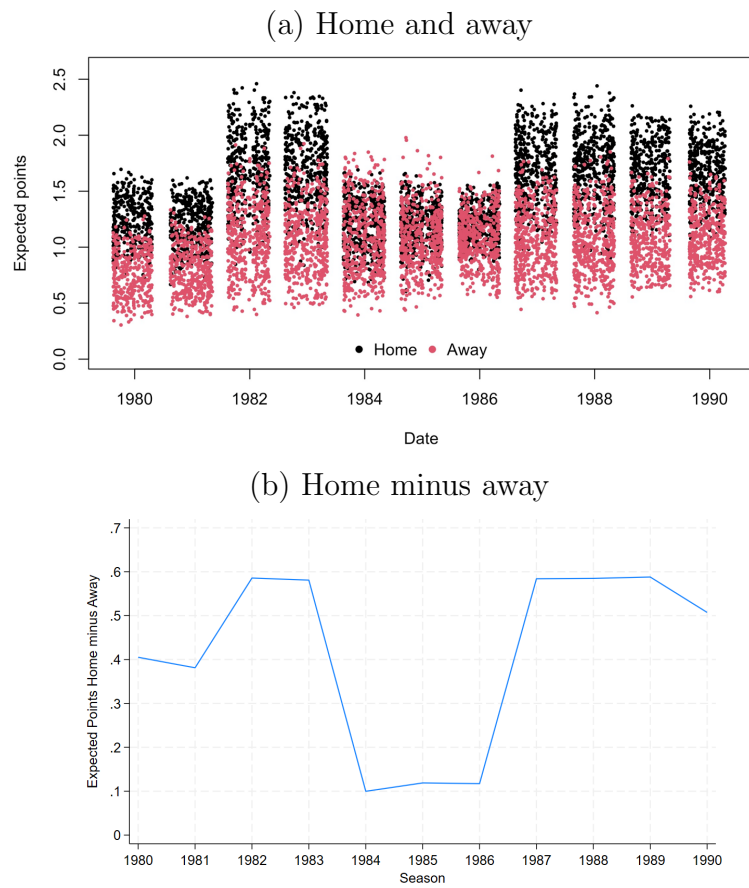 (a) Home and away
2.5
2.0
1.5
1.0
0.5
0.0
Expected points
Home Away
1980 1982 1984 1986 1988 1990
Date
(b) Home minus away
.7
.6
.5
.4
.3
.2
.1
0
Expected Points Home minus Away
1980 1981 1982 1983 1984 1985 1986 1987 1988 1989 1990
Season